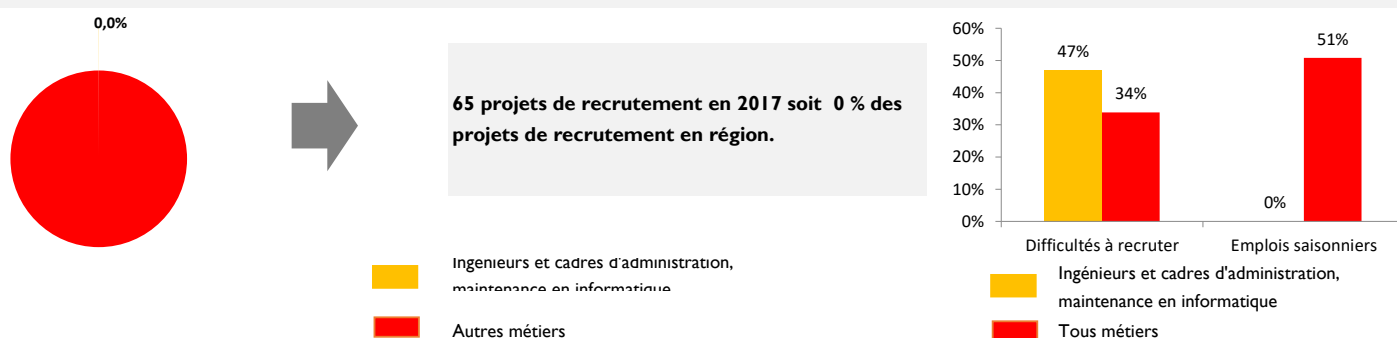 0,0%
65 projets de recrutement en 2017 soit 0 % des
projets de recrutement en région.
Ingénieurs et cadres d'administration,
maintenance en informatique
Autres métiers
60%
50%
40%
30%
20%
10%
0%
47%
34%
0%
51%
Difficultés à recruter
Emplois saisonniers
Ingénieurs et cadres d'administration,
maintenance en informatique
Tous métiers